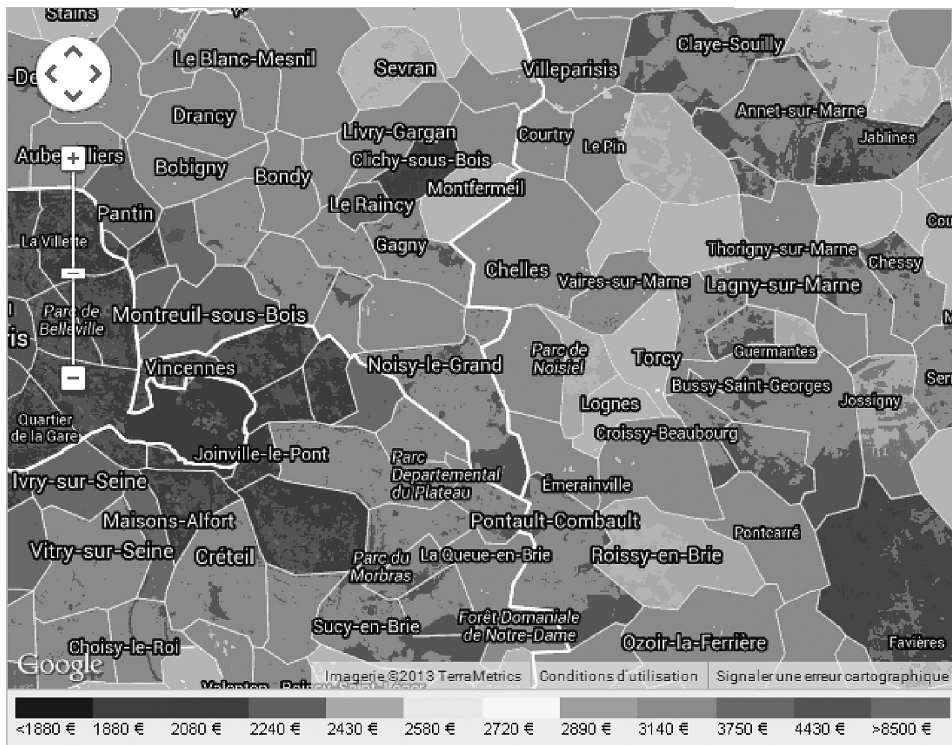 Stains
Le Blanc-Mesnil
Sevran
Villeparisis
Claye-Souilly
Drancy
Livry-Gargan
Courtry
Le Pin
Annet-sur-Marne
Jablines
Bobigny
Bondy
Clichy-sous-Bois
Montfermeil
Le Raincy
Pantin
La Villette
Gagny
Chelles
Thorigny-sur-Marne
Chessy
Vaires-sur-Marne
Lagny-sur-Marne
Parc de
Belleville
Montreuil-sous-Bois
Vincennes
Noisy-le-Grand
Parc de
Noisiel
Torcy
Guermantes
Bussy-Saint-Georges
Jossigny
Lognes
Quartier
de la Gare
Croissy-Beaubourg
Joinville-le-Pont
Parc
Departemental
du Plateau
Ivry-sur-Seine
Émerainville
Maisons-Alfort
Pontault-Combault
Pontcarré
Vitry-sur-Seine
Créteil
Parc du
Morbras
La Queue-en-Brie
Roissy-en-Brie
Sucy-en-Brie
Forêt Domaniale
de Notre-Dame
Choisy-le-Roi
Ozoir-la-Ferrière
Favières
Google
Imagerie ©2013 TerraMetrics
Conditions d'utilisation
Signaler une erreur cartographique
<1880 € 1880 € 2080 € 2240 € 2430 € 2580 € 2720 € 2890 € 3140 € 3750 € 4430 € >8500 €